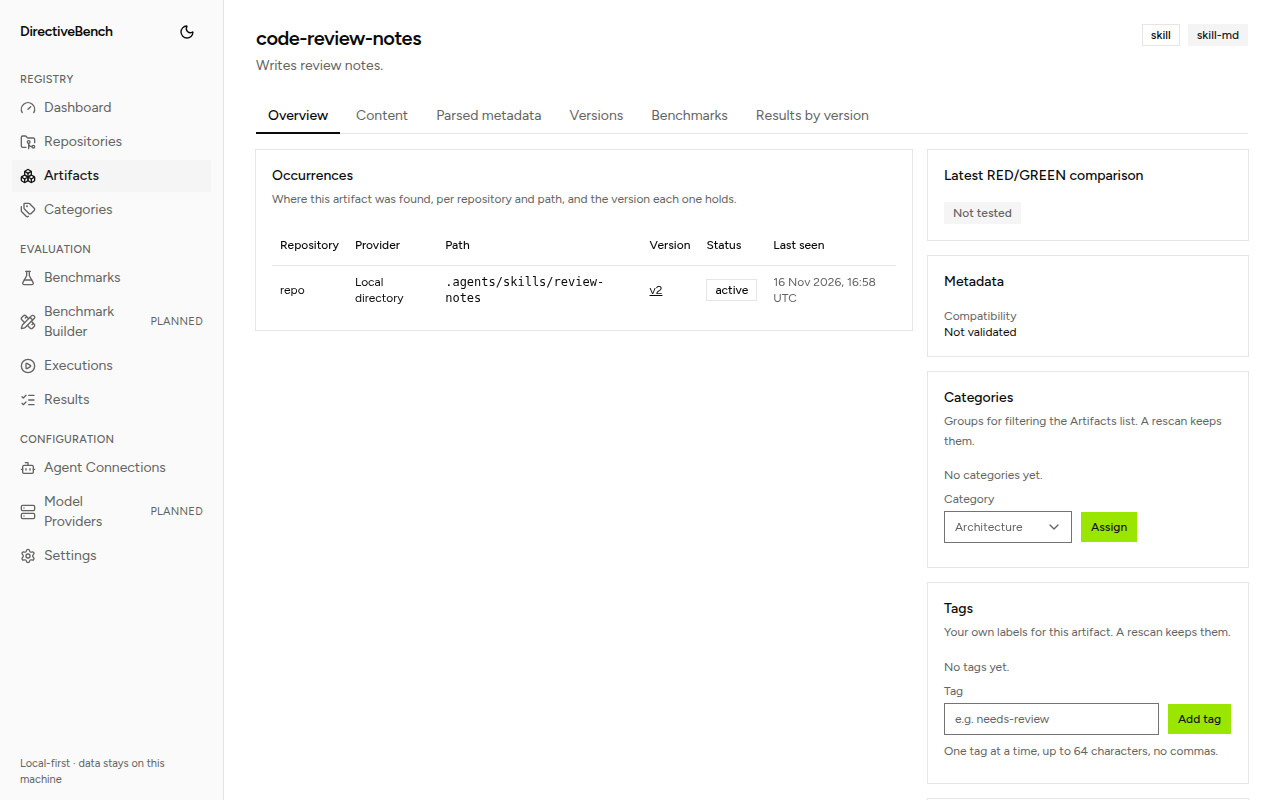 DirectiveBench
REGISTRY
Dashboard
Repositories
Artifacts
Categories
EVALUATION
Benchmarks
Benchmark
Builder
PLANNED
Executions
Results
CONFIGURATION
Agent Connections
Model
Providers
PLANNED
Settings
Local-first · data stays on this
machine
code-review-notes
skill
skill-md
Writes review notes.
Overview
Content
Parsed metadata
Versions
Benchmarks
Results by version
Occurrences
Where this artifact was found, per repository and path, and the version each one holds.
Repository
Provider
Path
Version
Status
Last seen
repo
Local
directory
.agents/skills/review-
notes
v2
active
16 Nov 2026, 16:58
UTC
Latest RED/GREEN comparison
Not tested
Metadata
Compatibility
Not validated
Categories
Groups for filtering the Artifacts list. A rescan keeps
them.
No categories yet.
Category
Architecture
Assign
Tags
Your own labels for this artifact. A rescan keeps them.
No tags yet.
Tag
e.g. needs-review
Add tag
One tag at a time, up to 64 characters, no commas.